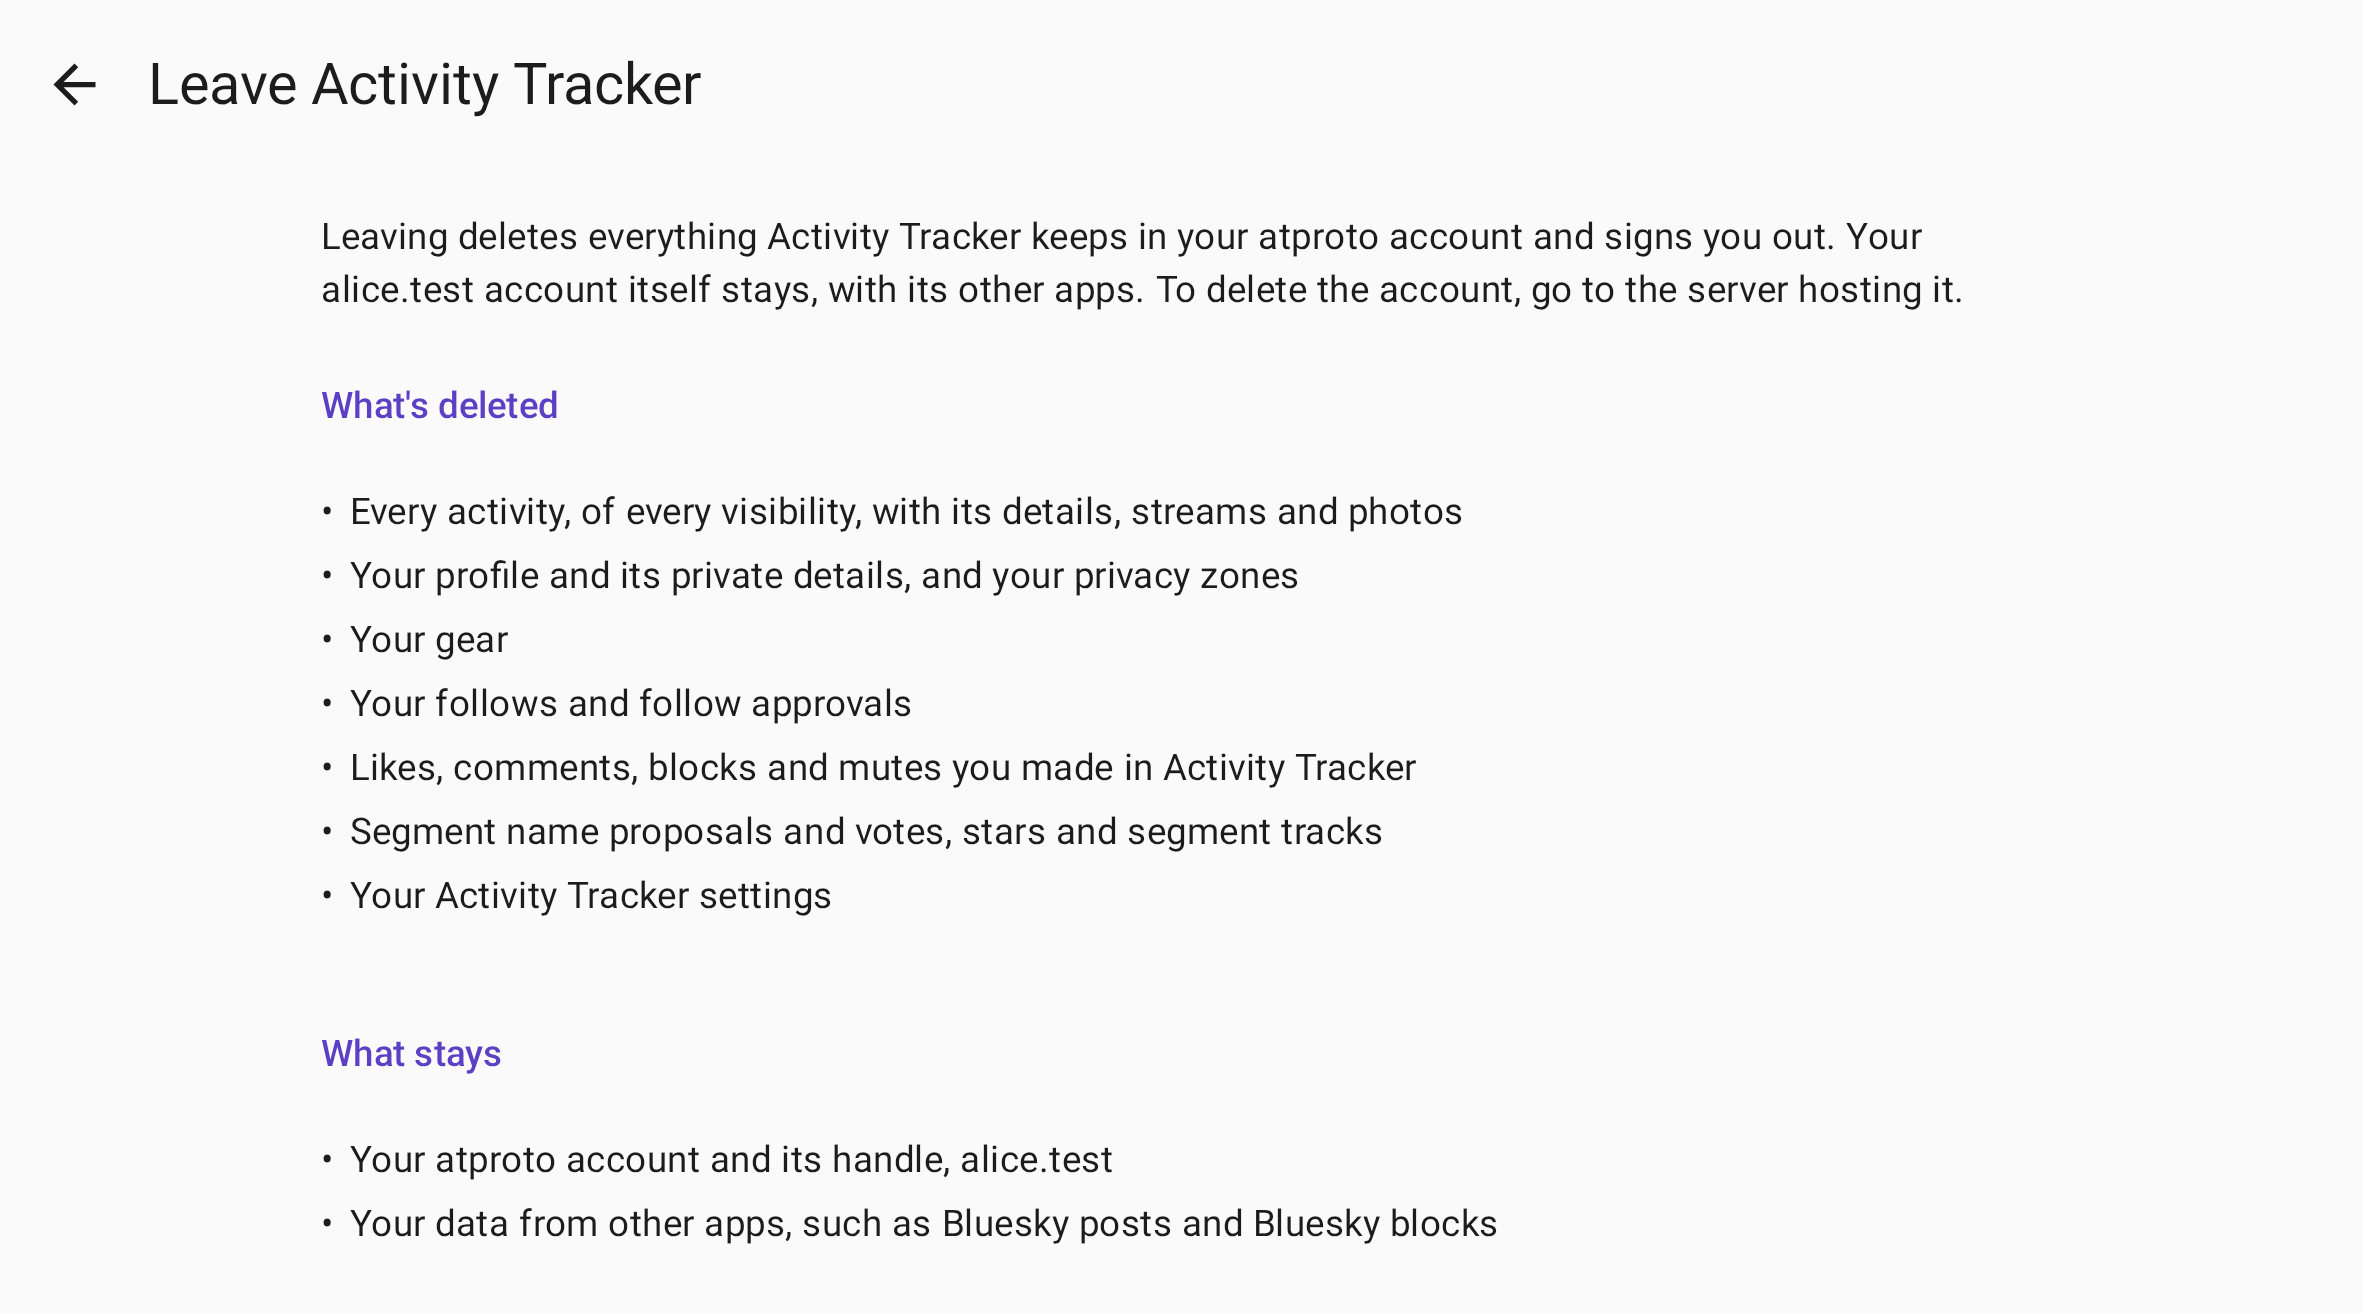 Leave Activity Tracker
Leaving deletes everything Activity Tracker keeps in your atproto account and signs you out. Your
alice.test account itself stays, with its other apps. To delete the account, go to the server hosting it.
What's deleted
• Every activity, of every visibility, with its details, streams and photos
• Your profile and its private details, and your privacy zones
• Your gear
• Your follows and follow approvals
• Likes, comments, blocks and mutes you made in Activity Tracker
• Segment name proposals and votes, stars and segment tracks
• Your Activity Tracker settings
What stays
• Your atproto account and its handle, alice.test
• Your data from other apps, such as Bluesky posts and Bluesky blocks